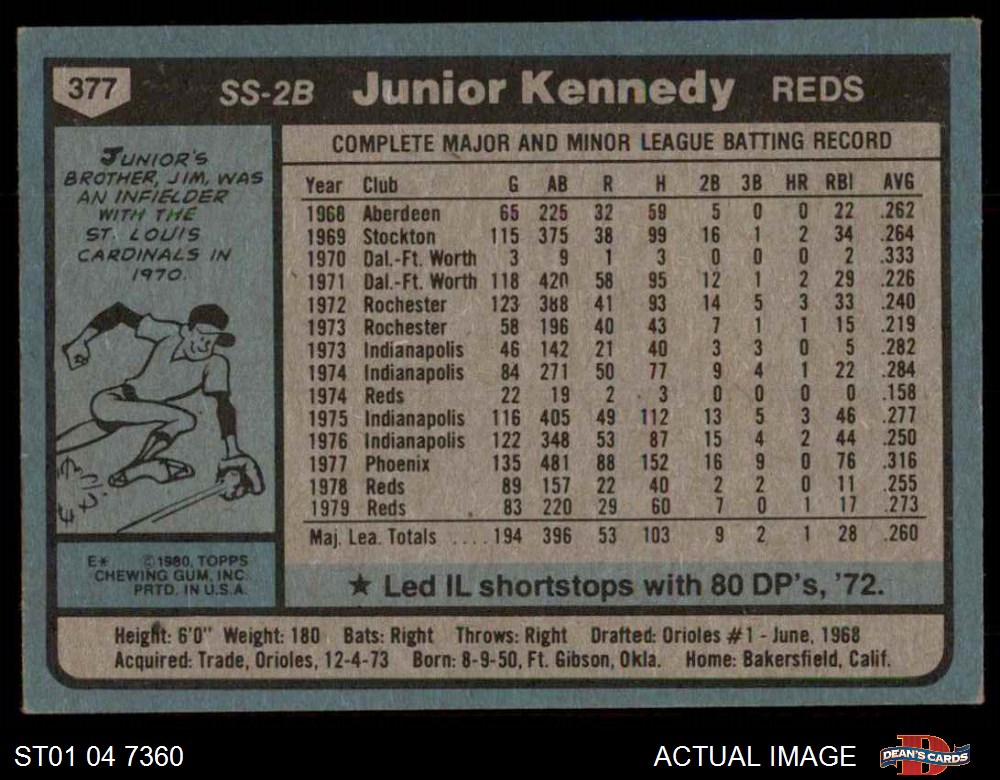 377 SS-2B Junior Kennedy REDS
JUNIOR'S
BROTHER, JIM, WAS
AN INFIELDER
WITH THE
ST. LOUIS
CARDINALS IN
1970.
COMPLETE MAJOR AND MINOR LEAGUE BATTING RECORD
Year Club G AB R H 2B 3B HR RBI AVG
1968 Aberdeen 65 225 32 59 5 0 0 22 .262
1969 Stockton 115 375 38 99 16 1 2 34 .264
1970 Dal.-Ft. Worth 3 9 1 3 0 0 0 2 .333
1971 Dal.-Ft. Worth 118 420 58 95 12 1 2 29 .226
1972 Rochester 123 388 41 93 14 5 3 33 .240
1973 Rochester 58 196 40 43 7 1 1 15 .219
1973 Indianapolis 46 142 21 40 3 3 0 5 .282
1974 Indianapolis 84 271 50 77 9 4 1 22 .284
1974 Reds 22 19 2 3 0 0 0 0 .158
1975 Indianapolis 116 405 49 112 13 5 3 46 .277
1976 Indianapolis 122 348 53 87 15 4 2 44 .250
1977 Phoenix 135 481 88 152 16 9 0 76 .316
1978 Reds 89 157 22 40 2 2 0 11 .255
1979 Reds 83 220 29 60 7 0 1 17 .273
Maj. Lea. Totals .... 194 396 53 103 9 2 1 28 .260
E* ©1980, TOPPS
CHEWING GUM, INC.
PRTD. IN U.S.A.
★ Led IL shortstops with 80 DP's, '72.
Height: 6'0" Weight: 180 Bats: Right Throws: Right Drafted: Orioles #1 - June, 1968
Acquired: Trade, Orioles, 12-4-73 Born: 8-9-50, Ft. Gibson, Okla. Home: Bakersfield, Calif.
ST01 04 7360 ACTUAL IMAGE DEAN'S CARDS